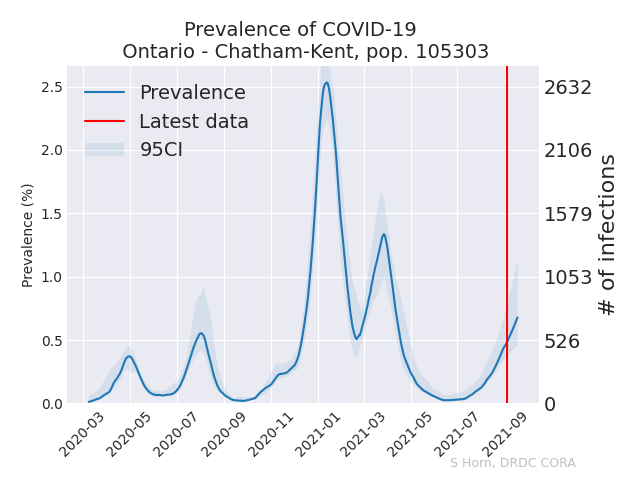 Prevalence of COVID-19
Ontario - Chatham-Kent, pop. 105303
Prevalence
Latest data
95CI
Prevalence (%)
2.5
2.0
1.5
1.0
0.5
0.0
2632
2106
1579
1053
526
0
# of infections
2020-03
2020-05
2020-07
2020-09
2020-11
2021-01
2021-03
2021-05
2021-07
2021-09
S Horn, DRDC CORA